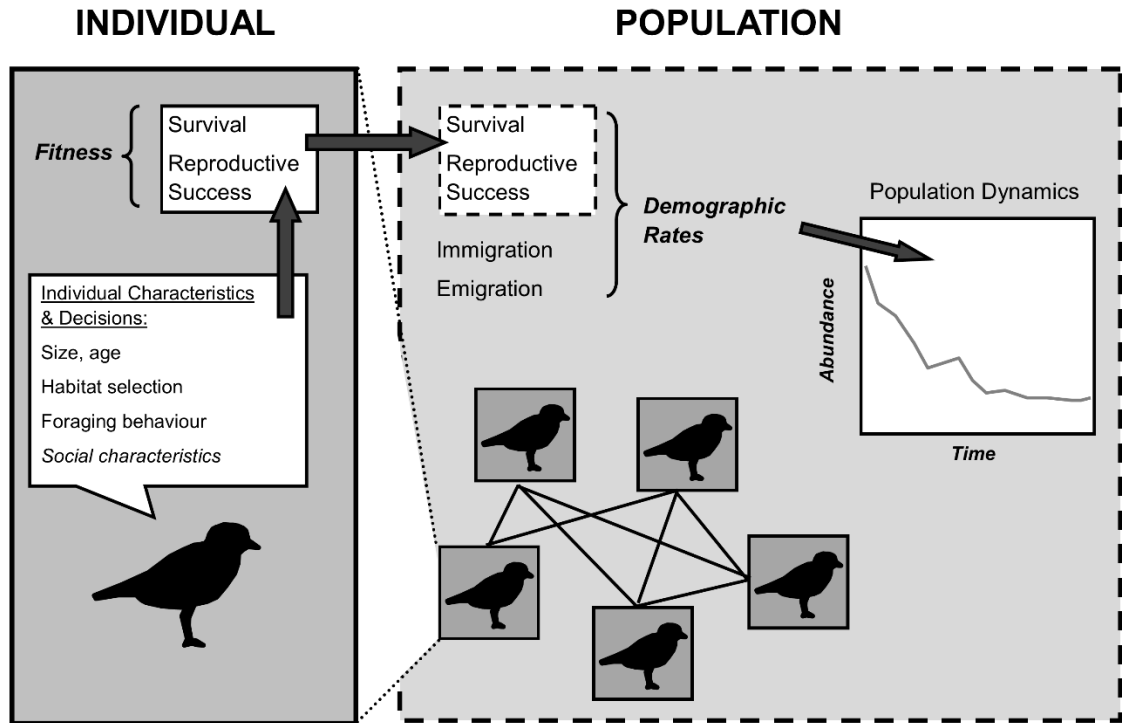 INDIVIDUAL
POPULATION
Fitness
Survival
Reproductive
Success
Individual Characteristics
& Decisions:
Size, age
Habitat selection
Foraging behaviour
Social characteristics
Survival
Reproductive
Success
Immigration
Emigration
Demographic
Rates
Population Dynamics
Abundance
Time